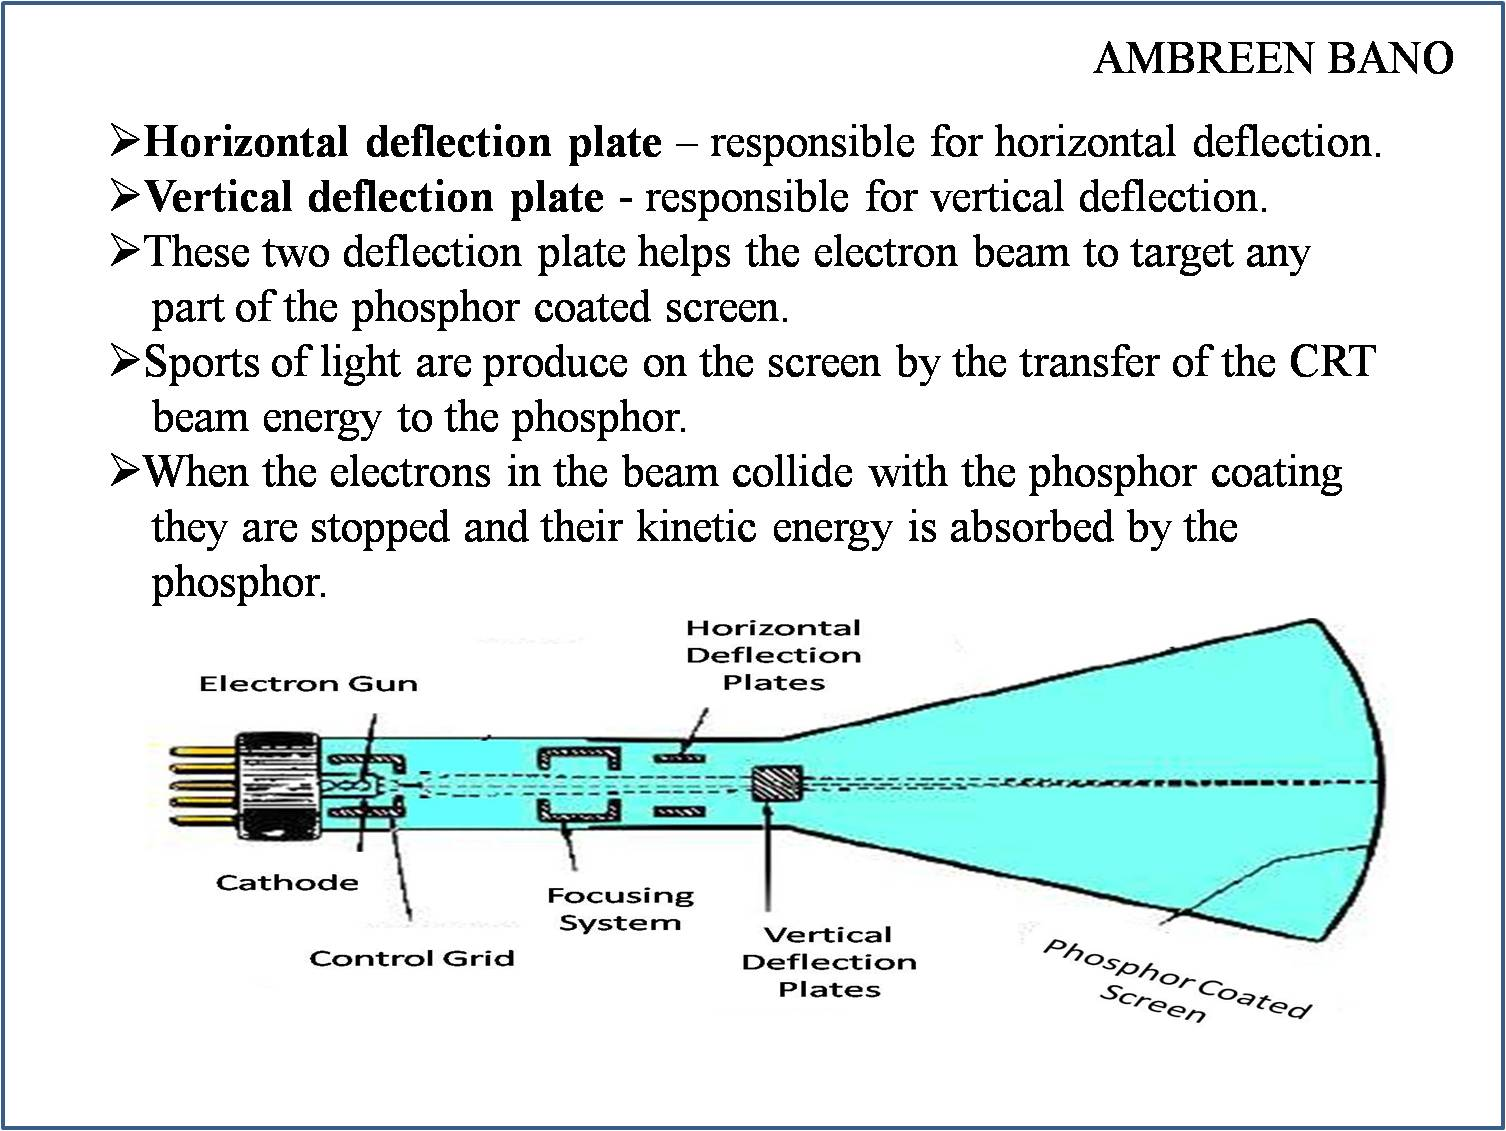 AMBREEN BANO
➢Horizontal deflection plate – responsible for horizontal deflection.
➢Vertical deflection plate - responsible for vertical deflection.
➢These two deflection plate helps the electron beam to target any
part of the phosphor coated screen.
➢Sports of light are produce on the screen by the transfer of the CRT
beam energy to the phosphor.
➢When the electrons in the beam collide with the phosphor coating
they are stopped and their kinetic energy is absorbed by the
phosphor.
Horizontal
Deflection
Plates
Electron Gun
Cathode
Focusing
System
Control Grid
Vertical
Deflection
Plates
Phosphor Coated
Screen